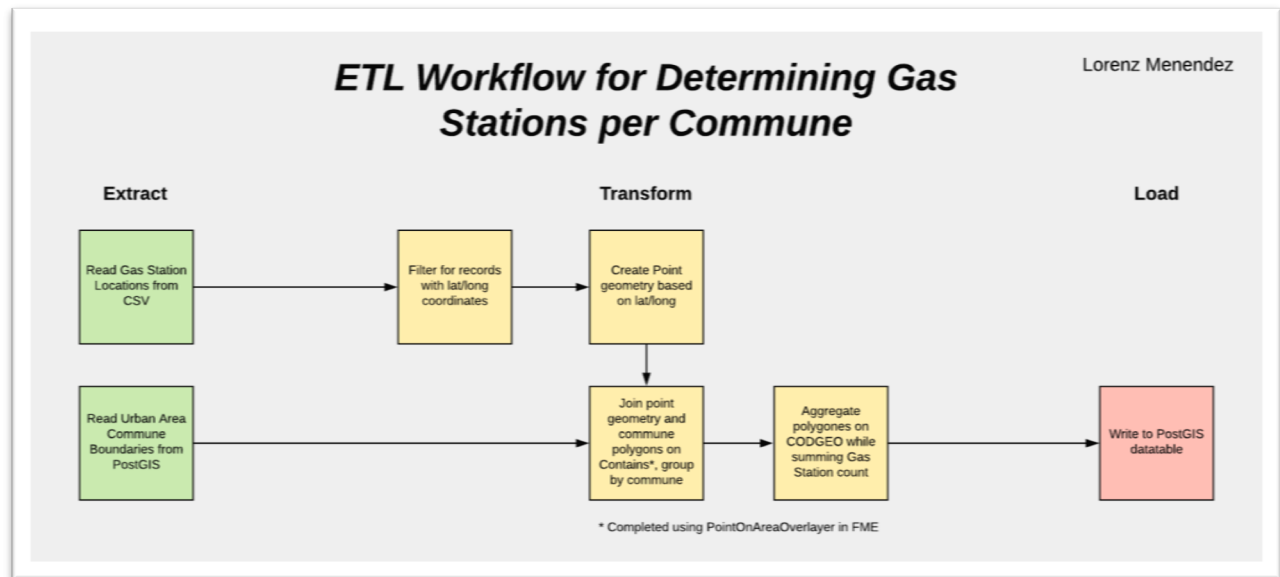 ETL Workflow for Determining Gas
Stations per Commune
Lorenz Menendez
Extract
Transform
Load
Read Gas Station
Locations from
CSV
Filter for records
with lat/long
coordinates
Create Point
geometry based
on lat/long
Read Urban Area
Commune
Boundaries from
PostGIS
Join point
geometry and
commune
polygons on
Contains*, group
by commune
Aggregate
polygones on
CODGEO while
summing Gas
Station count
Write to PostGIS
datatable
* Completed using PointOnAreaOverlayer in FME